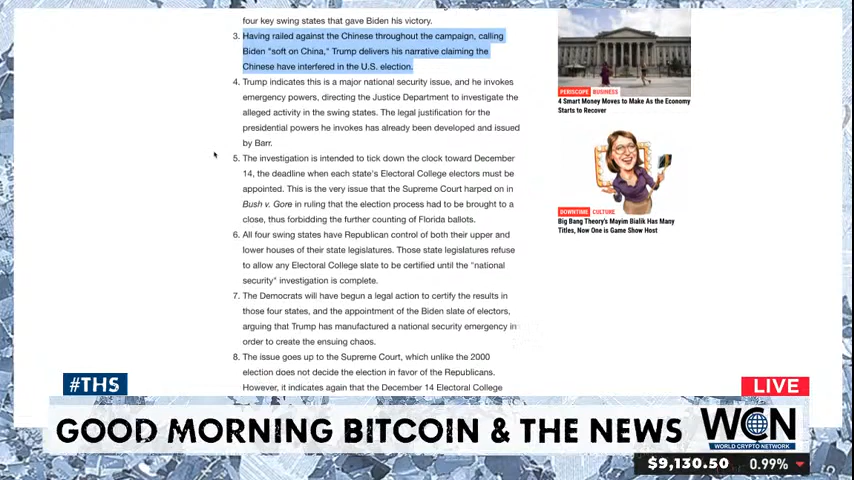 four key swing states that gave Biden his victory.
3. Having railed against the Chinese throughout the campaign, calling
Biden "soft on China," Trump delivers his narrative claiming the
Chinese have interfered in the U.S. election.
4. Trump indicates this is a major national security issue, and he invokes
emergency powers, directing the Justice Department to investigate the
alleged activity in the swing states. The legal justification for the
presidential powers he invokes has already been developed and issued
by Barr.
5. The investigation is intended to tick down the clock toward December
14, the deadline when each state's Electoral College electors must be
appointed. This is the very issue that the Supreme Court harped on in
Bush v. Gore in ruling that the election process had to be brought to a
close, thus forbidding the further counting of Florida ballots.
6. All four swing states have Republican control of both their upper and
lower houses of their state legislatures. Those state legislatures refuse
to allow any Electoral College slate to be certified until the "national
security" investigation is complete.
7. The Democrats will have begun a legal action to certify the results in
those four states, and the appointment of the Biden slate of electors,
arguing that Trump has manufactured a national security emergency in
order to create the ensuing chaos.
8. The issue goes up to the Supreme Court, which unlike the 2000
election does not decide the election in favor of the Republicans.
However, it indicates again that the December 14 Electoral College
PERISCOPE BUSINESS
4 Smart Money Moves to Make As the Economy
Starts to Recover
DOWNTIME CULTURE
Big Bang Theory's Mayim Bialik Has Many
Titles, Now One is Game Show Host
#THS
LIVE
GOOD MORNING BITCOIN & THE NEWS
WCN
WORLD CRYPTO NETWORK
$9,130.50 0.99%